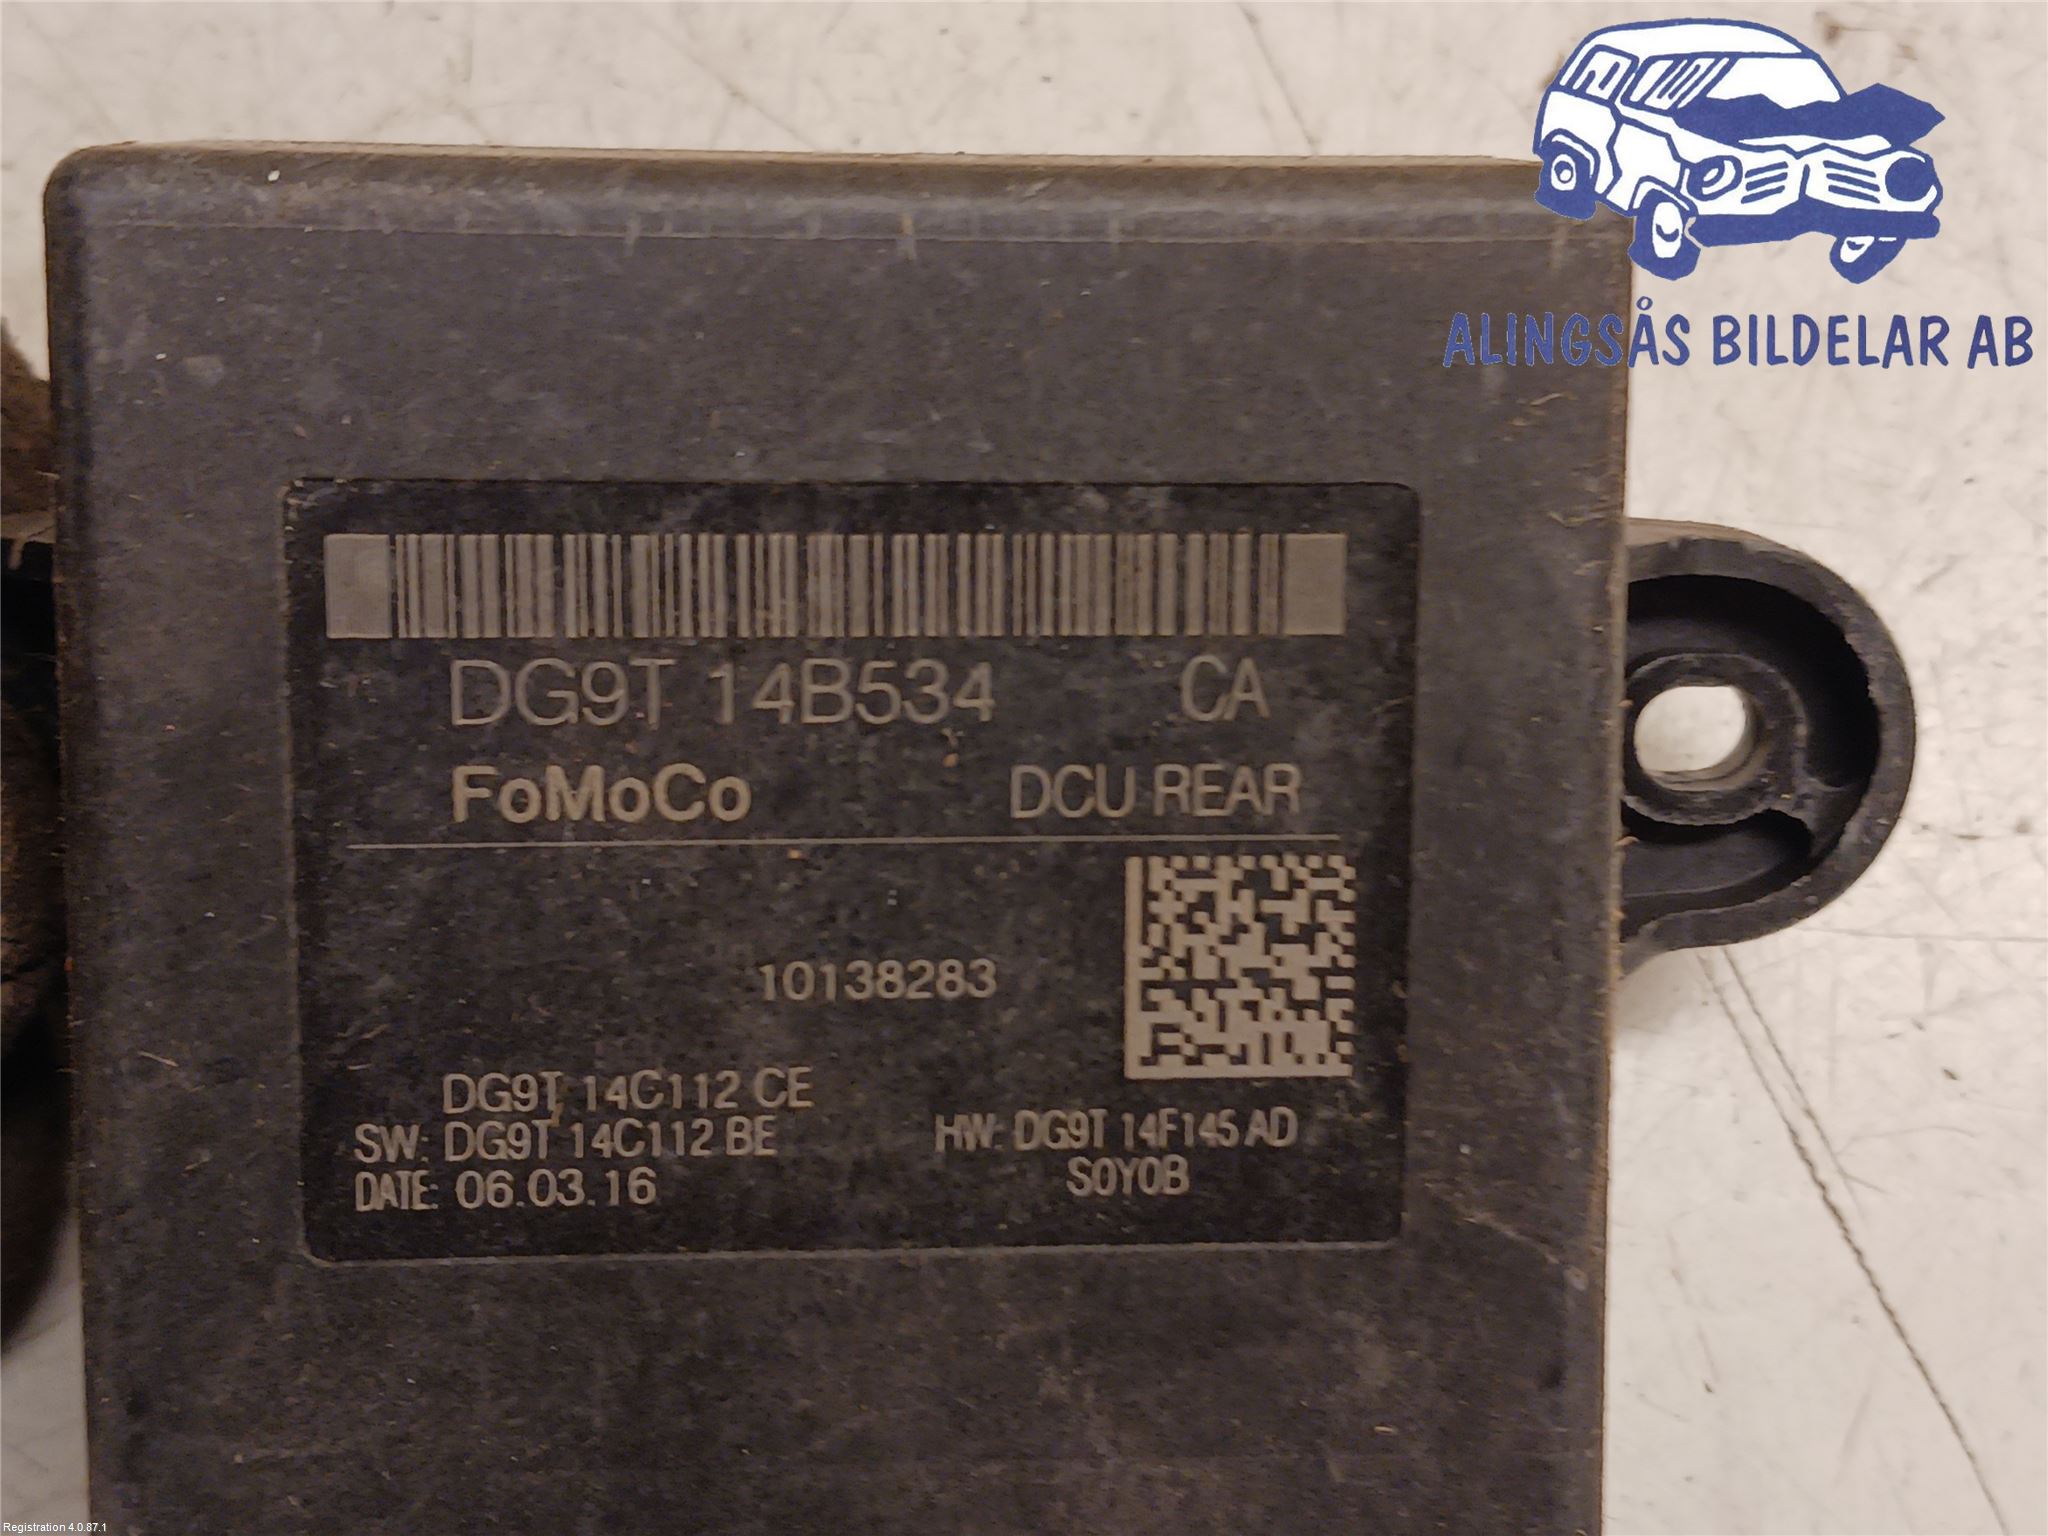 ALINGSÅS BILDELAR AB
DG9T 14B534 CA
FoMoCo DCU REAR
10138283
DG9T 14C112 CE
SW: DG9T 14C112 BE HW: DG9T 14F145 AD
DATE: 06.03.16 S0Y0B
Registration 4.0.87.1